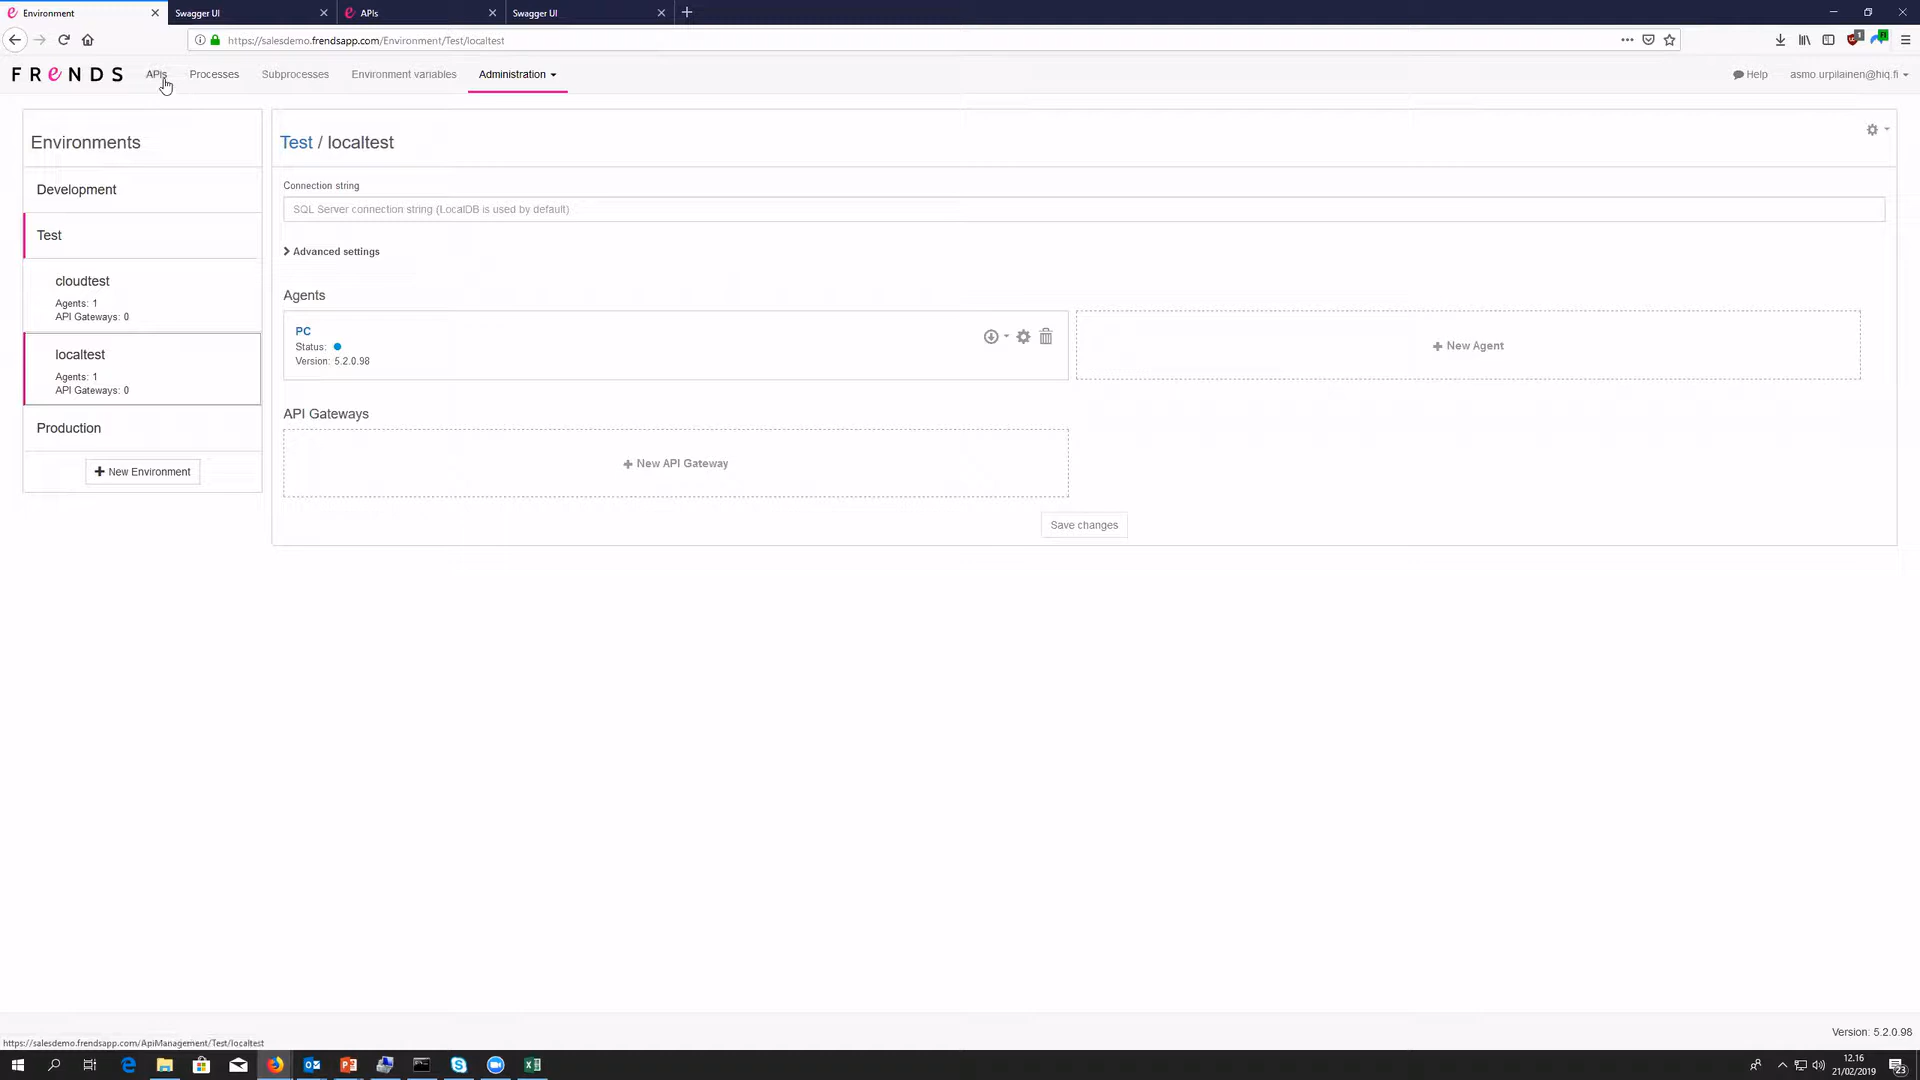 Environment
Swagger UI
APIs
Swagger UI
https://salesdemo.frendsapp.com/Environment/Test/localtest
FReNDS
APIs
Processes
Subprocesses
Environment variables
Administration
Help
asmo.urpilainen@hiq.fi
Environments
Development
Test
cloudtest
Agents: 1
API Gateways: 0
localtest
Agents: 1
API Gateways: 0
Production
New Environment
Test / localtest
Connection string
SQL Server connection string (LocalDB is used by default)
Advanced settings
Agents
PC
Status:
Version: 5.2.0.98
New Agent
API Gateways
New API Gateway
Save changes
Version: 5.2.0.98
https://salesdemo.frendsapp.com/ApiManagement/Test/localtest
12.16
21/02/2019
23